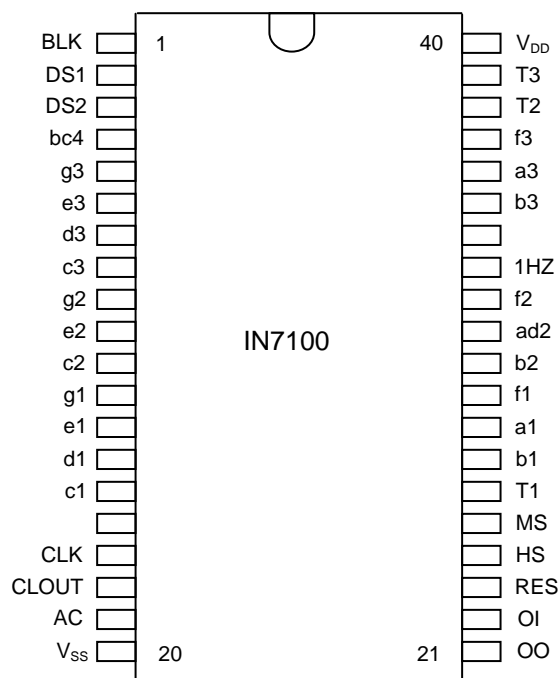 BLK 1 40 V_DD
DS1 T3
DS2 T2
bc4 f3
g3 a3
e3 b3
d3
c3 1HZ
g2 f2
e2 IN7100 ad2
c2 b2
g1 f1
e1 a1
d1 b1
c1 T1
MS
CLK HS
CLOUT RES
AC OI
V_SS 20 21 OO